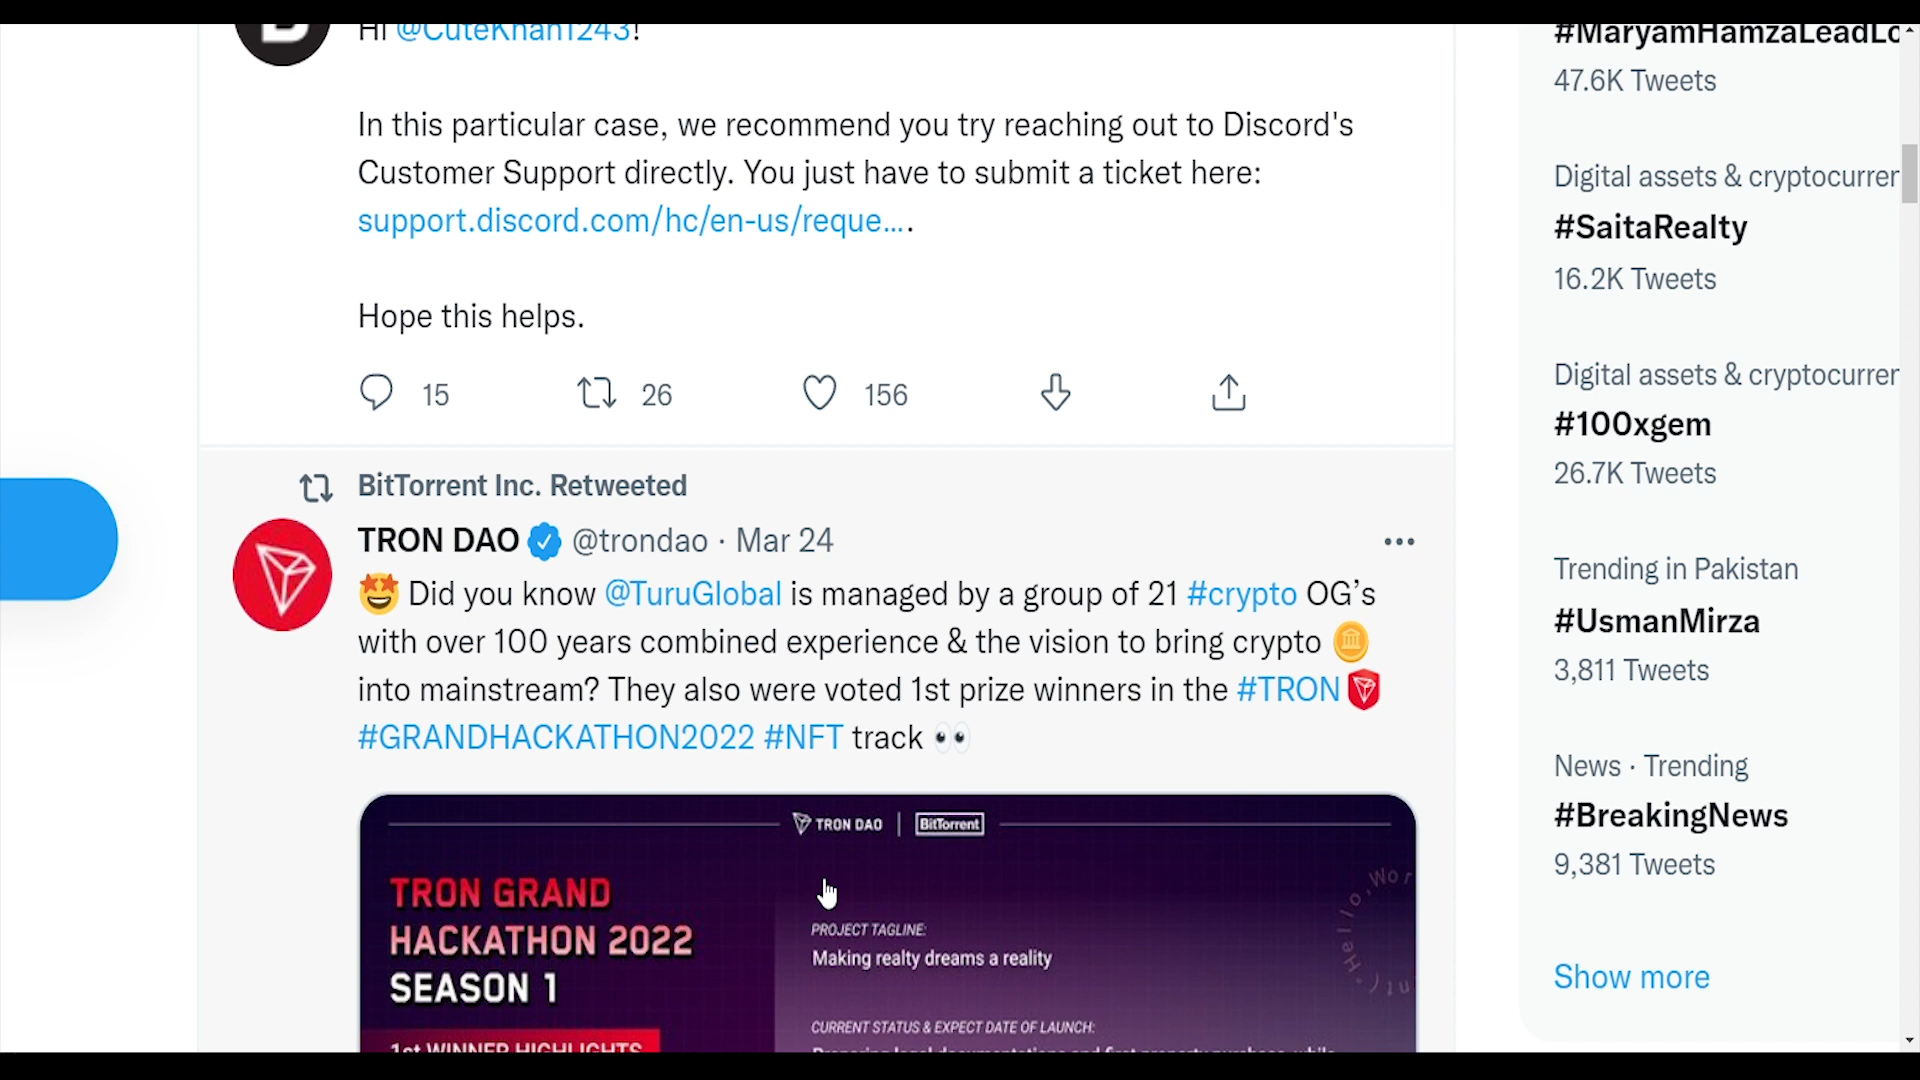 Hi @CuteKhan1243!
In this particular case, we recommend you try reaching out to Discord's
Customer Support directly. You just have to submit a ticket here:
support.discord.com/hc/en-us/reque... .
Hope this helps.
15 26 156
BitTorrent Inc. Retweeted
TRON DAO @trondao · Mar 24
🤩 Did you know @TuruGlobal is managed by a group of 21 #crypto OG’s
with over 100 years combined experience & the vision to bring crypto
into mainstream? They also were voted 1st prize winners in the #TRON
#GRANDHACKATHON2022 #NFT track 👀
TRON DAO | BitTorrent
TRON GRAND
HACKATHON 2022
SEASON 1
1st WINNER HIGHLIGHTS
PROJECT TAGLINE:
Making realty dreams a reality
CURRENT STATUS & EXPECT DATE OF LAUNCH:
#MaryamHamzaLeadLo
47.6K Tweets
Digital assets & cryptocurrer
#SaitaRealty
16.2K Tweets
Digital assets & cryptocurrer
#100xgem
26.7K Tweets
Trending in Pakistan
#UsmanMirza
3,811 Tweets
News · Trending
#BreakingNews
9,381 Tweets
Show more